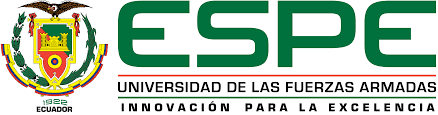 ESPE
UNIVERSIDAD DE LAS FUERZAS ARMADAS
INNOVACIÓN PARA LA EXCELENCIA
1922
ECUADOR